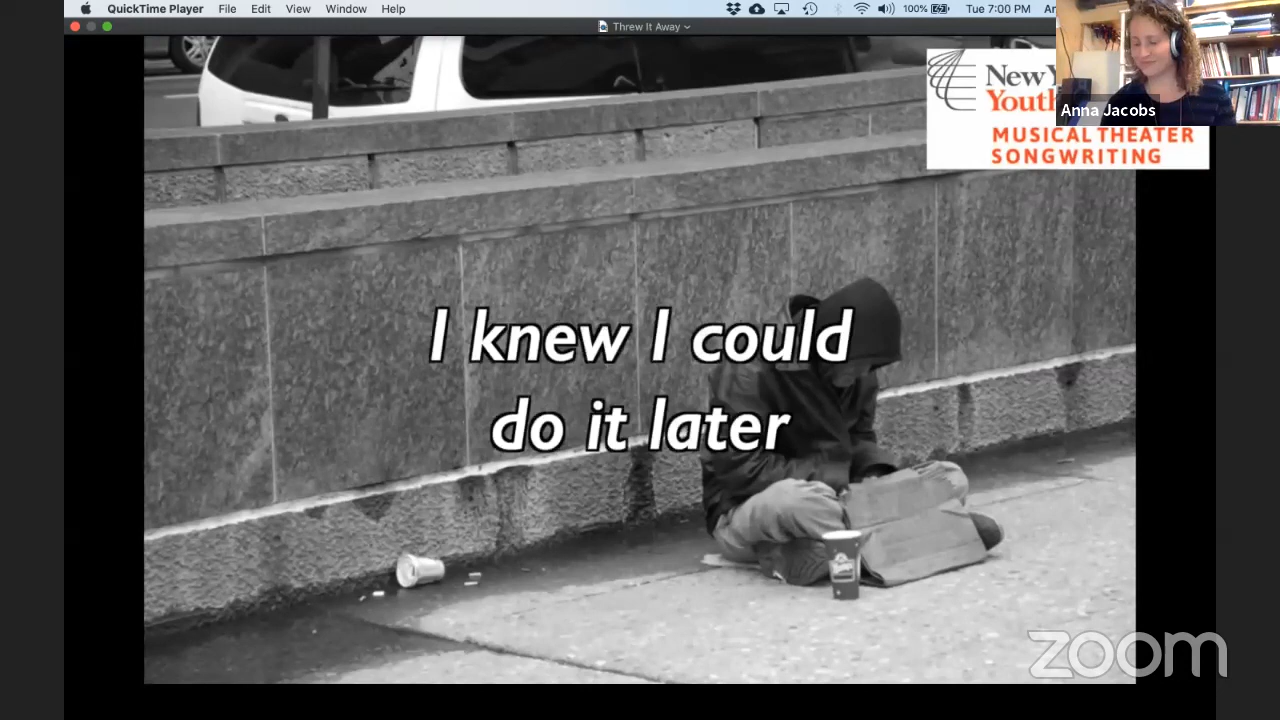 QuickTime Player File Edit View Window Help 100% Tue 7:00 PM
Threw It Away
New
Youth
MUSICAL THEATER
SONGWRITING
Anna Jacobs
I knew I could
do it later
zoom